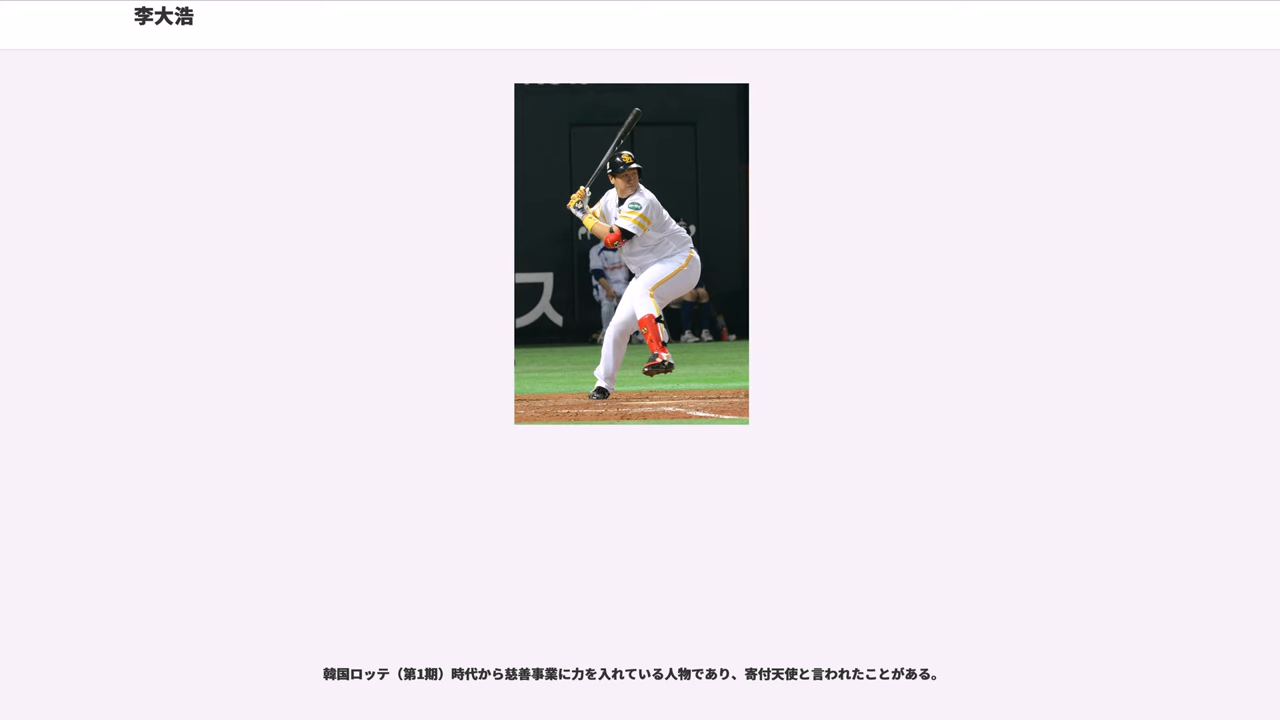 李大浩
ス
韓国ロッテ（第1期）時代から慈善事業に力を入れている人物であり、寄付天使と言われたことがある。